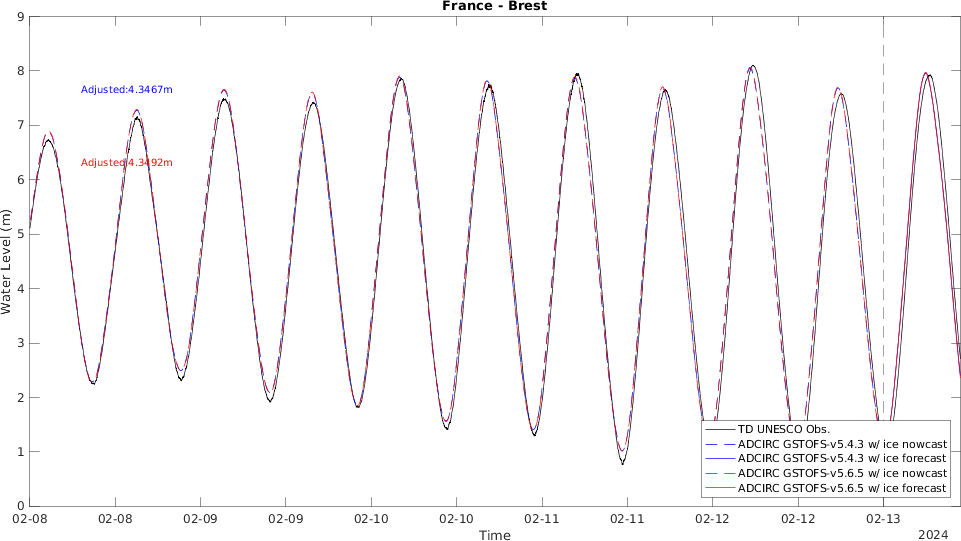 France - Brest
9
8
7
6
5
4
3
2
1
0
Water Level (m)
Adjusted:4.3467m
Adjusted:4.3492m
TD UNESCO Obs.
ADCIRC GSTOFS-v5.4.3 w/ ice nowcast
ADCIRC GSTOFS-v5.4.3 w/ ice forecast
ADCIRC GSTOFS-v5.6.5 w/ ice nowcast
ADCIRC GSTOFS-v5.6.5 w/ ice forecast
02-08 02-08 02-09 02-09 02-10 02-10 02-11 02-11 02-12 02-12 02-13
Time
2024